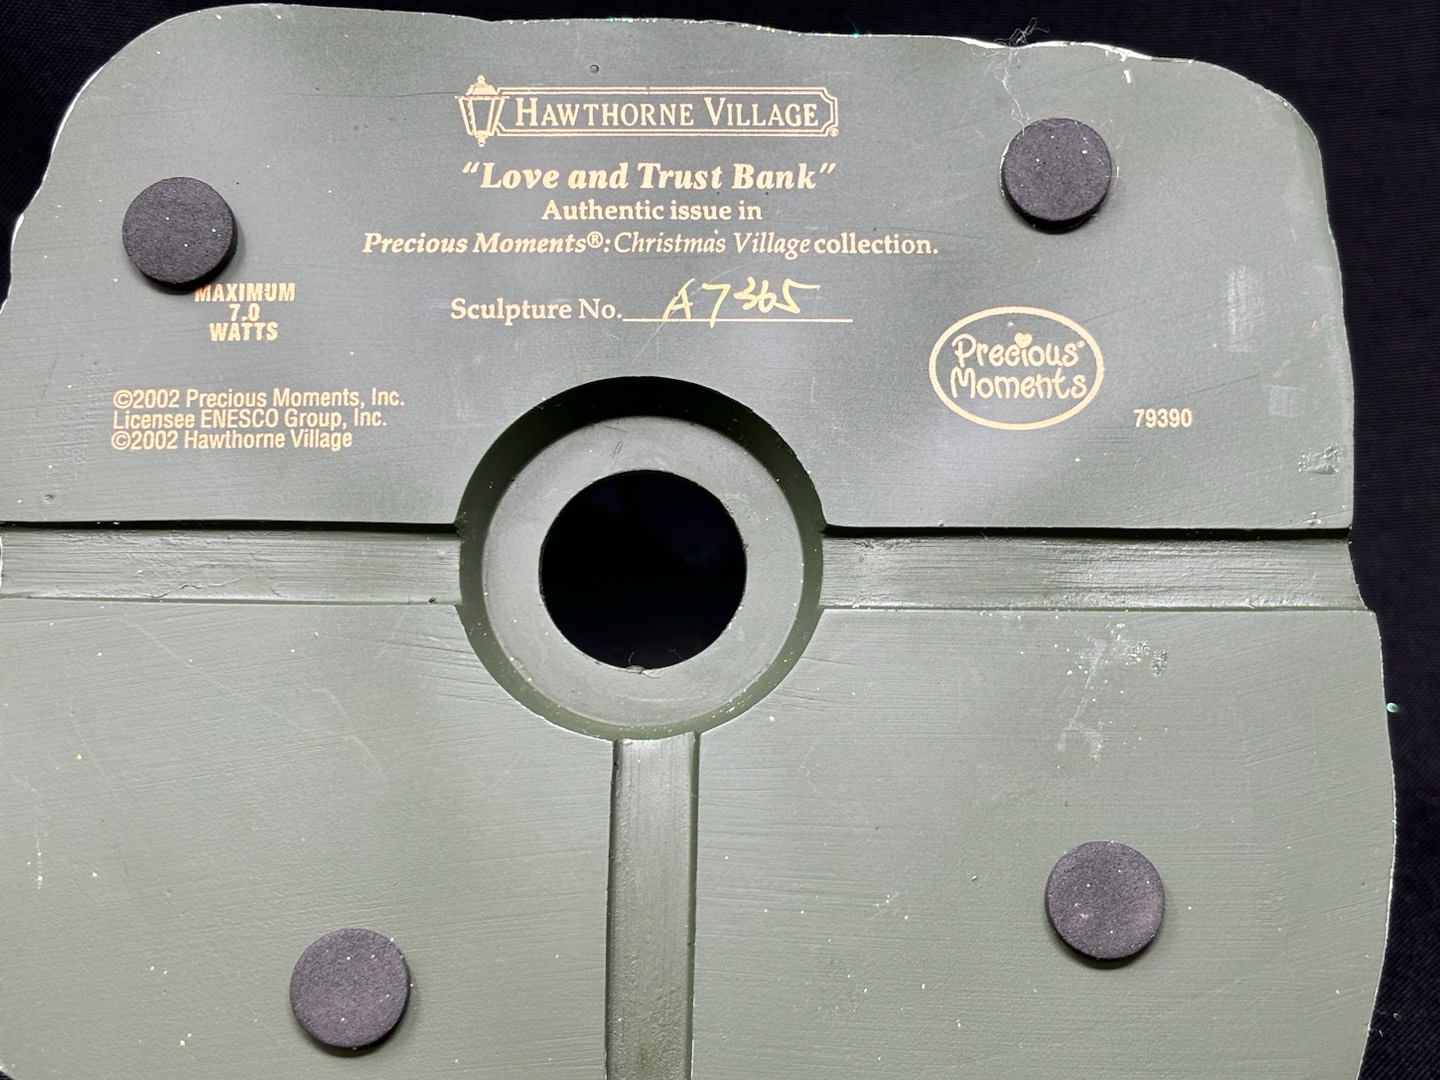 HAWTHORNE VILLAGE®
"Love and Trust Bank"
Authentic issue in
Precious Moments®: Christmas Village collection.
Sculpture No. A7365
MAXIMUM
7.0
WATTS
©2002 Precious Moments, Inc.
Licensee ENESCO Group, Inc.
©2002 Hawthorne Village
Precious®
Moments
79390